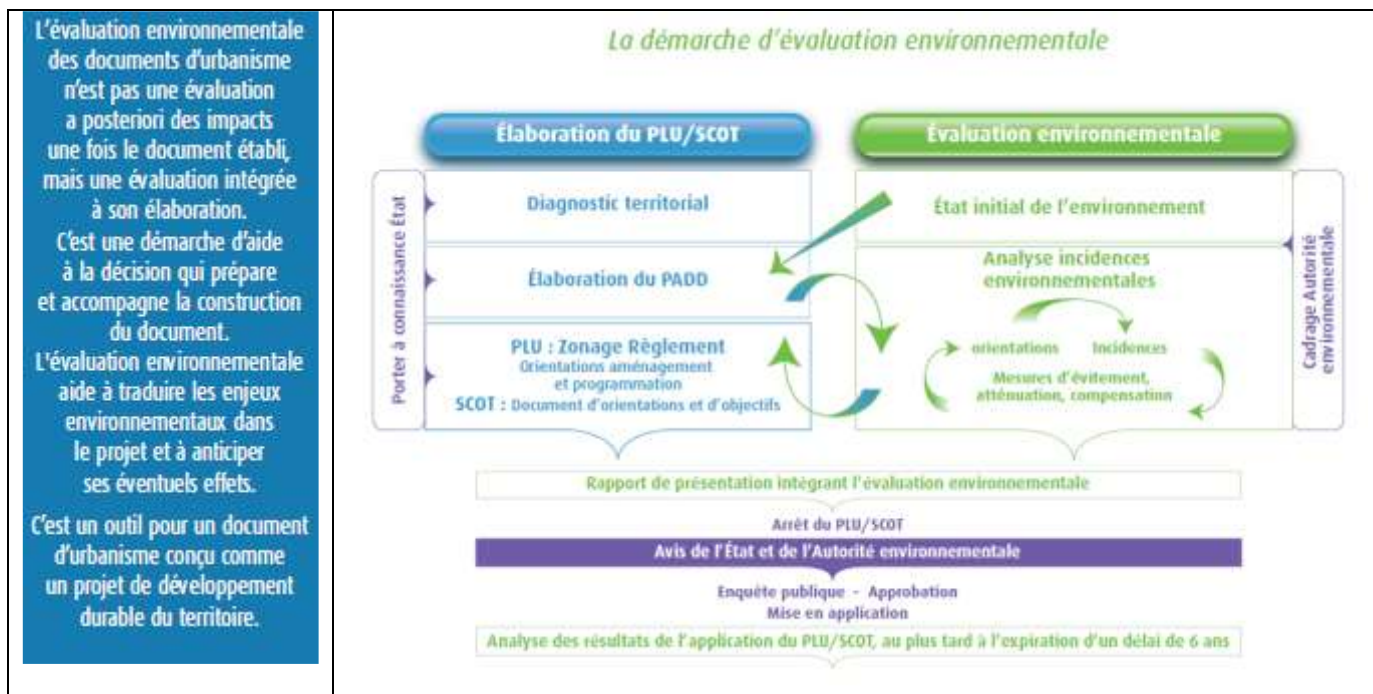 L'évaluation environnementale
des documents d'urbanisme
n'est pas une évaluation
a posteriori des impacts
une fois le document établi,
mais une évaluation intégrée
à son élaboration.
C'est une démarche d'aide
à la décision qui prépare
et accompagne la construction
du document.
L'évaluation environnementale
aide à traduire les enjeux
environnementaux dans
le projet et à anticiper
ses éventuels effets.
C'est un outil pour un document
d'urbanisme conçu comme
un projet de développement
durable du territoire.
La démarche d'évaluation environnementale
Élaboration du PLU/SCOT
Évaluation environnementale
Porter à connaissance État
Diagnostic territorial
État initial de l'environnement
Élaboration du PADD
Analyse incidences
environnementales
PLU : Zonage Règlement
Orientations aménagement
et programmation
SCOT : Document d'orientations et d'objectifs
orientations
Incidences
Mesures d'évitement,
atténuation, compensation
Cadrage Autorité
environnementale
Rapport de présentation intégrant l'évaluation environnementale
Arrêt du PLU/SCOT
Avis de l'État et de l'Autorité environnementale
Enquête publique - Approbation
Mise en application
Analyse des résultats de l'application du PLU/SCOT, au plus tard à l'expiration d'un délai de 6 ans